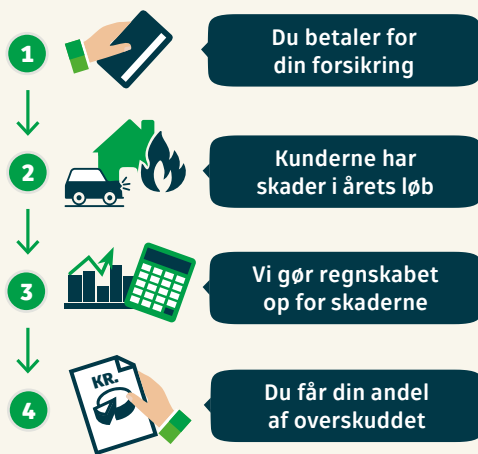 1
Du betaler for
din forsikring
2
Kunderne har
skader i årets løb
3
Vi gør regnskabet
op for skaderne
4
KR.
Du får din andel
af overskuddet